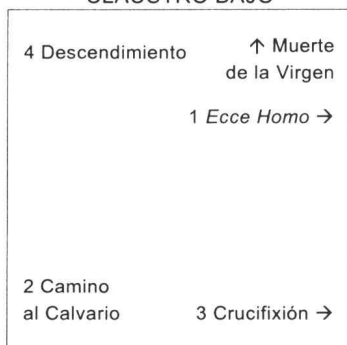 CLAUSTRO BAJO
4 Descendimiento
↑ Muerte
de la Virgen
1 Ecce Homo →
2 Camino
al Calvario
3 Crucifixión →